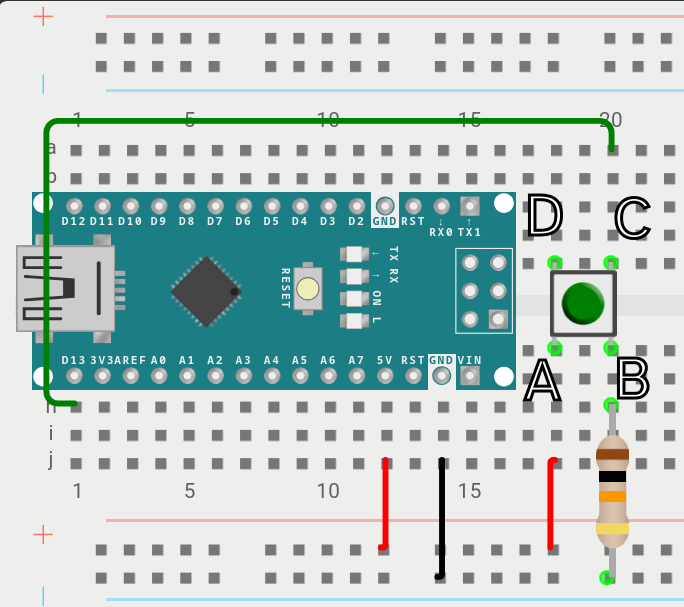 +
1 5 10 15 20
a
b
D12 D11 D10 D9 D8 D7 D6 D5 D4 D3 D2 GND RST ↓ ↑
RX0 TX1
D C
RESET
TX RX
ON L
D13 3V3 AREF A0 A1 A2 A3 A4 A5 A6 A7 5V RST GND VIN
A B
h
i
j
1 5 10 15
+